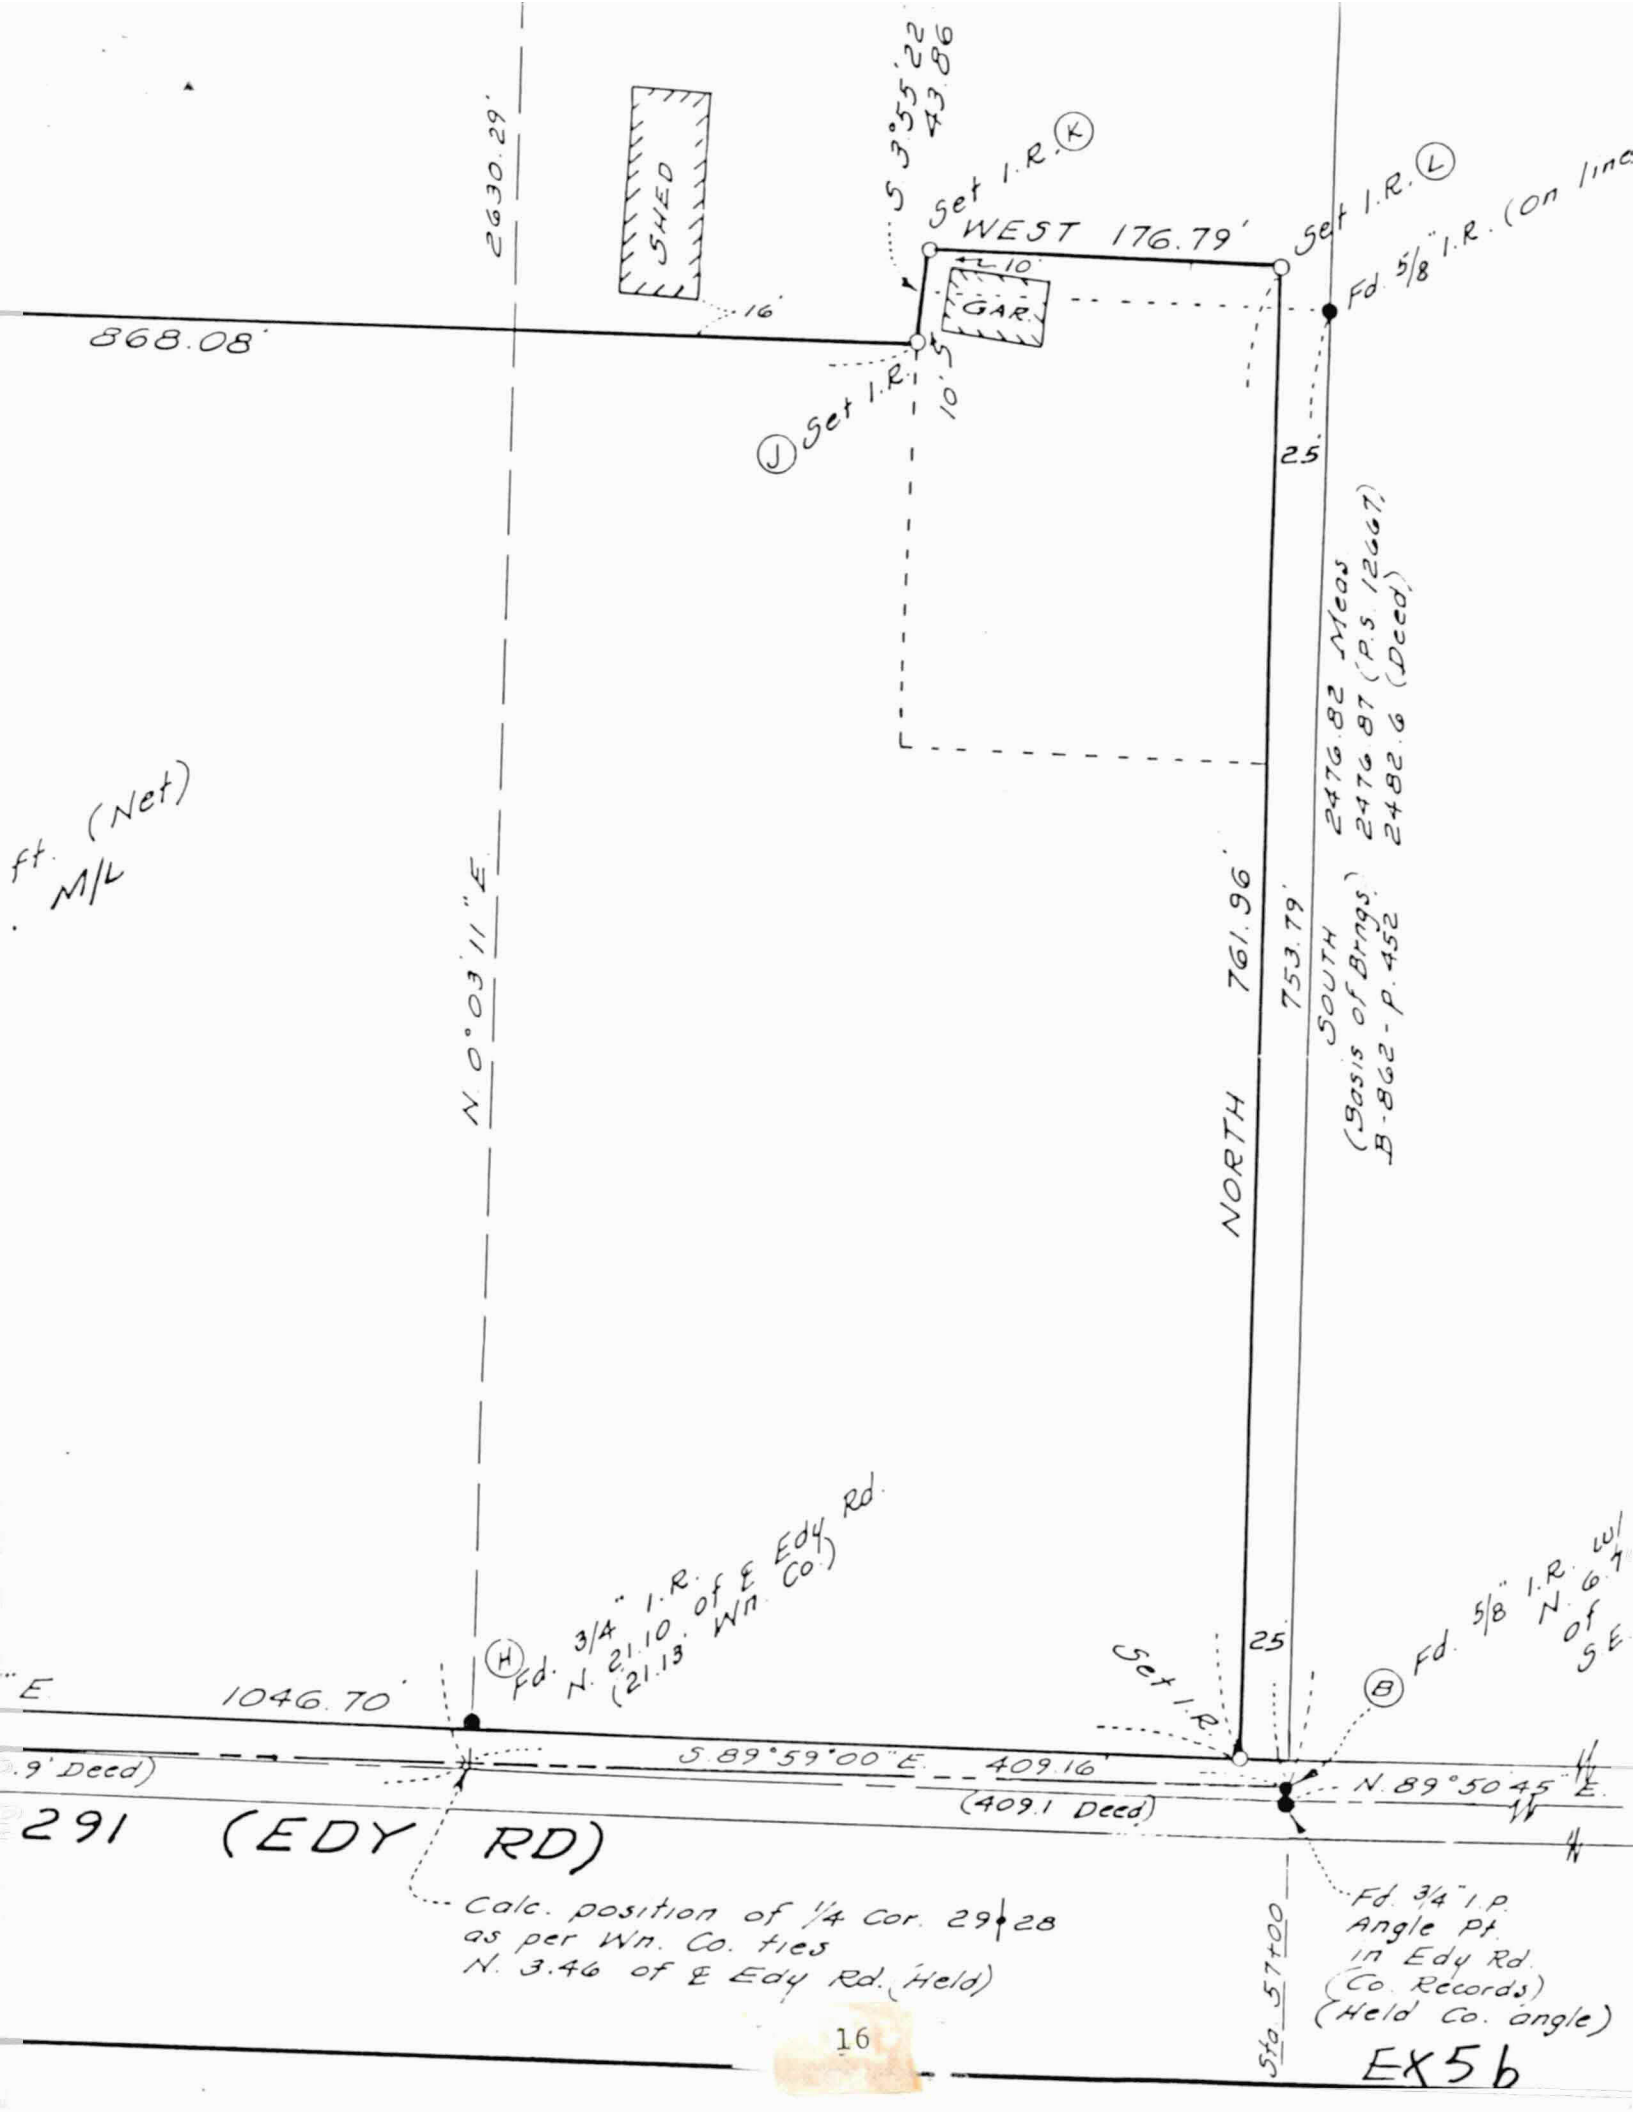 2630.29'
SHED
S. 3°55'22
43.86
Set I.R. (K)
WEST 176.79'
Set I.R. (L)
Fd. 5/8" I.R. (on line
10'
GAR.
16'
868.08'
(J) Set I.R.
10.5
25'
2476.82 Meas
2476.87 (P.S. 12667)
2482.6 (Deed)
ft. (Net)
M/L
N. 0°03'11" E.
NORTH 761.96'
753.79'
SOUTH
(Basis of Brngs.)
B-862-P.452
(H) Fd. 3/4" I.R.
N. 21.10 of ℄ Edy Rd.
(21.13. Wn. Co.)
Set I.R.
25'
(B) Fd. 5/8" I.R. w/
of
" E.
1046.70'
.9' Deed)
S. 89°59'00" E. 409.16'
(409.1 Deed)
N. 89°50'45" E.
291 (EDY RD)
Calc. position of 1/4 Cor. 29 28
as per Wn. Co. ties
N. 3.46 of ℄ Edy Rd. (Held)
Sta. 57+00
Fd. 3/4" I.P.
Angle Pt.
in Edy Rd.
(Co. Records)
(Held Co. angle)
16
EX5b